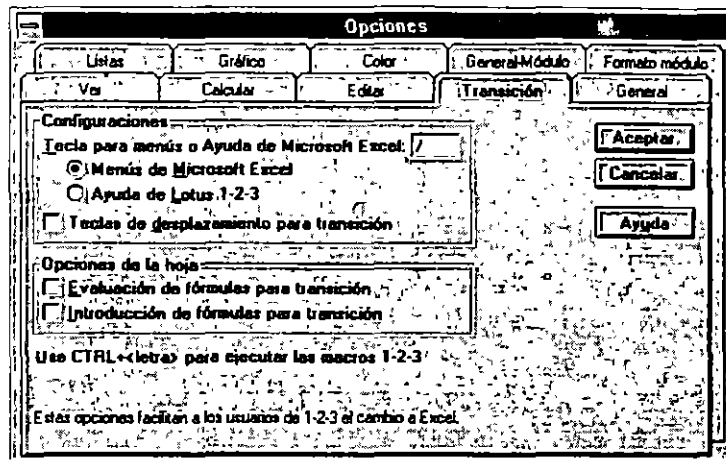 Opciones
Listas Gráfico Color General-Módulo Formato módulo
Ver Calcular Editar Transición General
Configuraciones
Tecla para menús o Ayuda de Microsoft Excel: /
Menús de Microsoft Excel
Ayuda de Lotus 1-2-3
Teclas de desplazamiento para transición
Aceptar
Cancelar
Ayuda
Opciones de la hoja
Evaluación de fórmulas para transición
Introducción de fórmulas para transición
Use CTRL+<letra> para ejecutar las macros 1-2-3
Estas opciones facilitan a los usuarios de 1-2-3 el cambio a Excel.